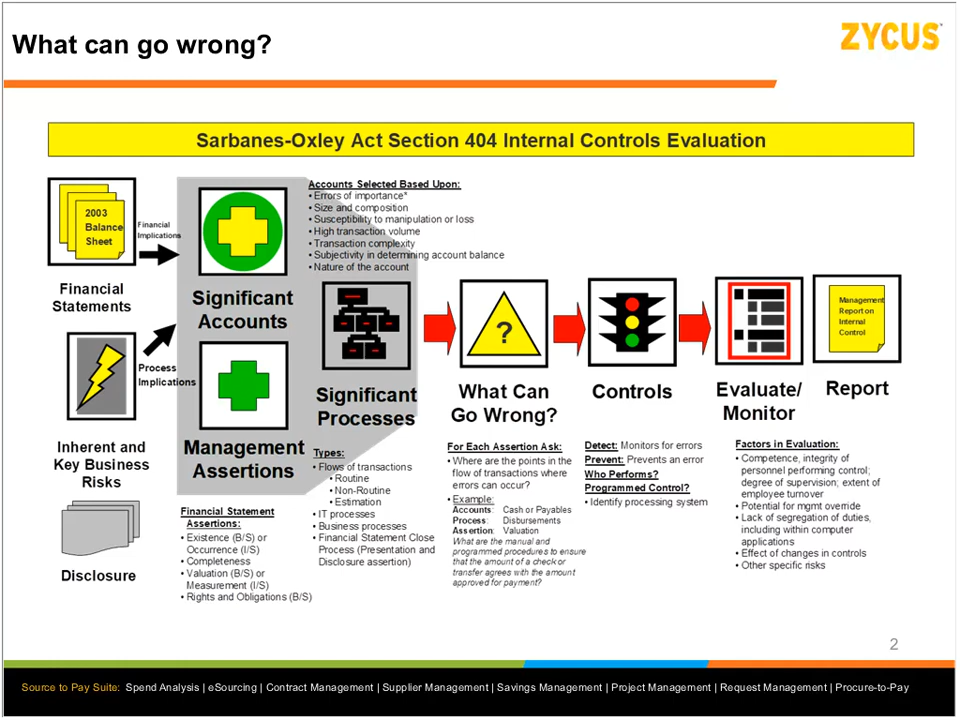 What can go wrong?
ZYCUS
Sarbanes-Oxley Act Section 404 Internal Controls Evaluation
2003
Balance
Sheet
Financial
Implications
Financial
Statements
Process
Implications
Inherent and
Key Business
Risks
Disclosure
Significant
Accounts
Management
Assertions
Financial Statement
Assertions:
• Existence (B/S) or
Occurrence (I/S)
• Completeness
• Valuation (B/S) or
Measurement (I/S)
• Rights and Obligations (B/S)
Accounts Selected Based Upon:
• Errors of importance*
• Size and composition
• Susceptibility to manipulation or loss
• High transaction volume
• Transaction complexity
• Subjectivity in determining account balance
• Nature of the account
Significant
Processes
Types:
• Flows of transactions
• Routine
• Non-Routine
• Estimation
• IT processes
• Business processes
• Financial Statement Close
Process (Presentation and
Disclosure assertion)
?
What Can
Go Wrong?
For Each Assertion Ask:
• Where are the points in the
flow of transactions where
errors can occur?
• Example:
Accounts: Cash or Payables
Process: Disbursements
Assertion: Valuation
What are the manual and
programmed procedures to ensure
that the amount of a check or
transfer agrees with the amount
approved for payment?
Controls
Detect: Monitors for errors
Prevent: Prevents an error
Who Performs?
Programmed Control?
• Identify processing system
Evaluate/
Monitor
Factors in Evaluation:
• Competence, integrity of
personnel performing control;
degree of supervision; extent of
employee turnover
• Potential for mgmt override
• Lack of segregation of duties,
including within computer
applications
• Effect of changes in controls
• Other specific risks
Management
Report on
Internal
Control
Report
2
Source to Pay Suite: Spend Analysis | eSourcing | Contract Management | Supplier Management | Savings Management | Project Management | Request Management | Procure-to-Pay